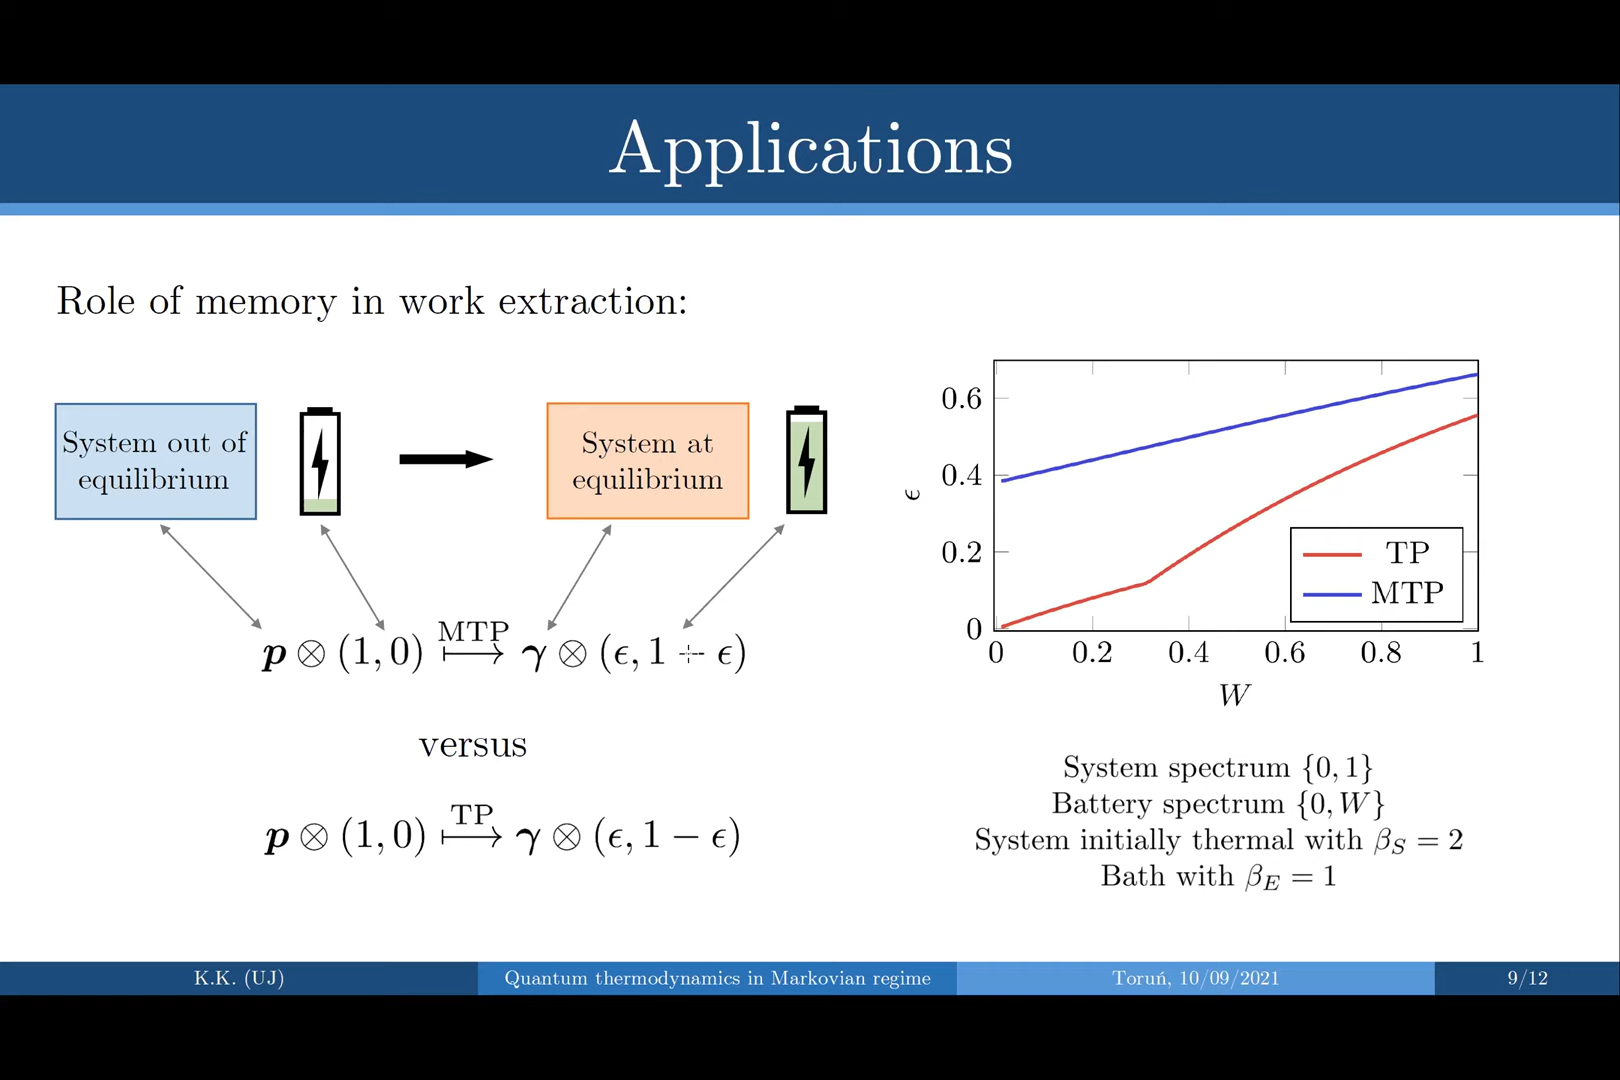 Applications
Role of memory in work extraction:
System out of
equilibrium
System at
equilibrium
p ⊗ (1, 0) MTP ⟼ γ ⊗ (ϵ, 1 − ϵ)
versus
p ⊗ (1, 0) TP ⟼ γ ⊗ (ϵ, 1 − ϵ)
0.6
0.4
0.2
0
ϵ
TP
MTP
0 0.2 0.4 0.6 0.8 1
W
System spectrum {0, 1}
Battery spectrum {0, W}
System initially thermal with β_S = 2
Bath with β_E = 1
K.K. (UJ) Quantum thermodynamics in Markovian regime Toruń, 10/09/2021 9/12